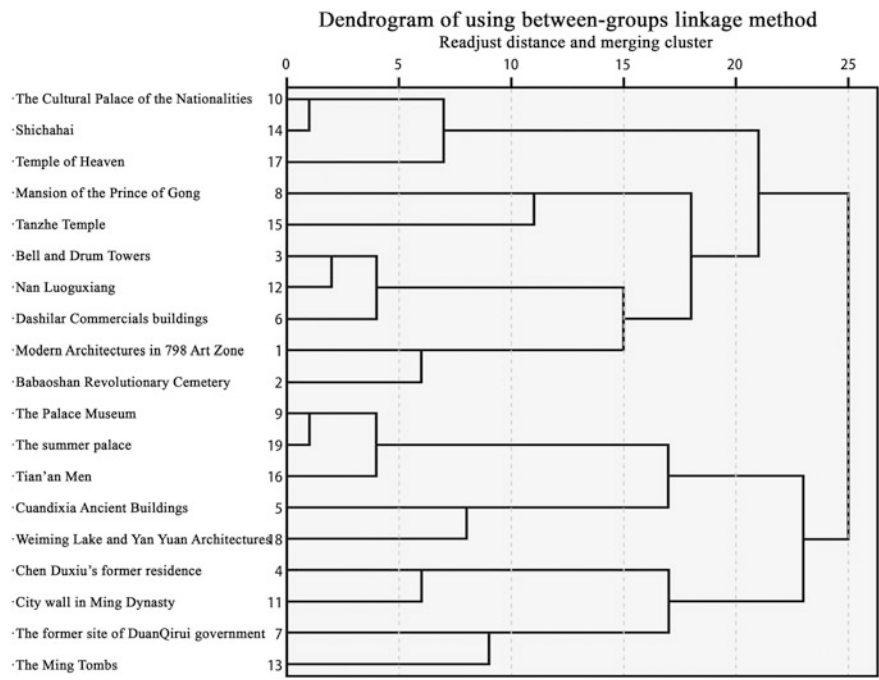 Dendrogram of using between-groups linkage method
Readjust distance and merging cluster
0 5 10 15 20 25
·The Cultural Palace of the Nationalities 10
·Shichahai 14
·Temple of Heaven 17
·Mansion of the Prince of Gong 8
·Tanzhe Temple 15
·Bell and Drum Towers 3
·Nan Luoguxiang 12
·Dashilar Commercials buildings 6
·Modern Architectures in 798 Art Zone 1
·Babaoshan Revolutionary Cemetery 2
·The Palace Museum 9
·The summer palace 19
·Tian'an Men 16
·Cuandixia Ancient Buildings 5
·Weiming Lake and Yan Yuan Architectures 18
·Chen Duxiu's former residence 4
·City wall in Ming Dynasty 11
·The former site of DuanQirui government 7
·The Ming Tombs 13